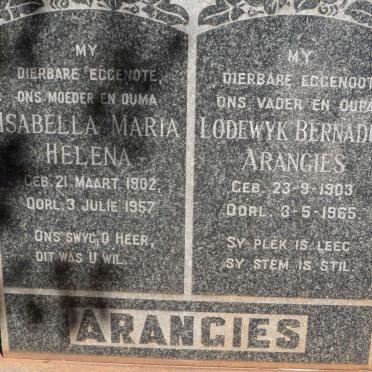 MY
DIERBARE EGGENOTE,
ONS MOEDER EN OUMA
ISABELLA MARIA
HELENA
GEB. 21 MAART 1902,
OORL. 3 JULIE 1957
ONS SWYG, O HEER,
DIT WAS U WIL.
MY
DIERBARE EGGENOOT
ONS VADER EN OUPA
LODEWYK
ARANGIES
GEB. 23-9-1903
OORL. 3-5-1965
SY PLEK IS LEEG
SY STEM IS STIL
ARANGIES